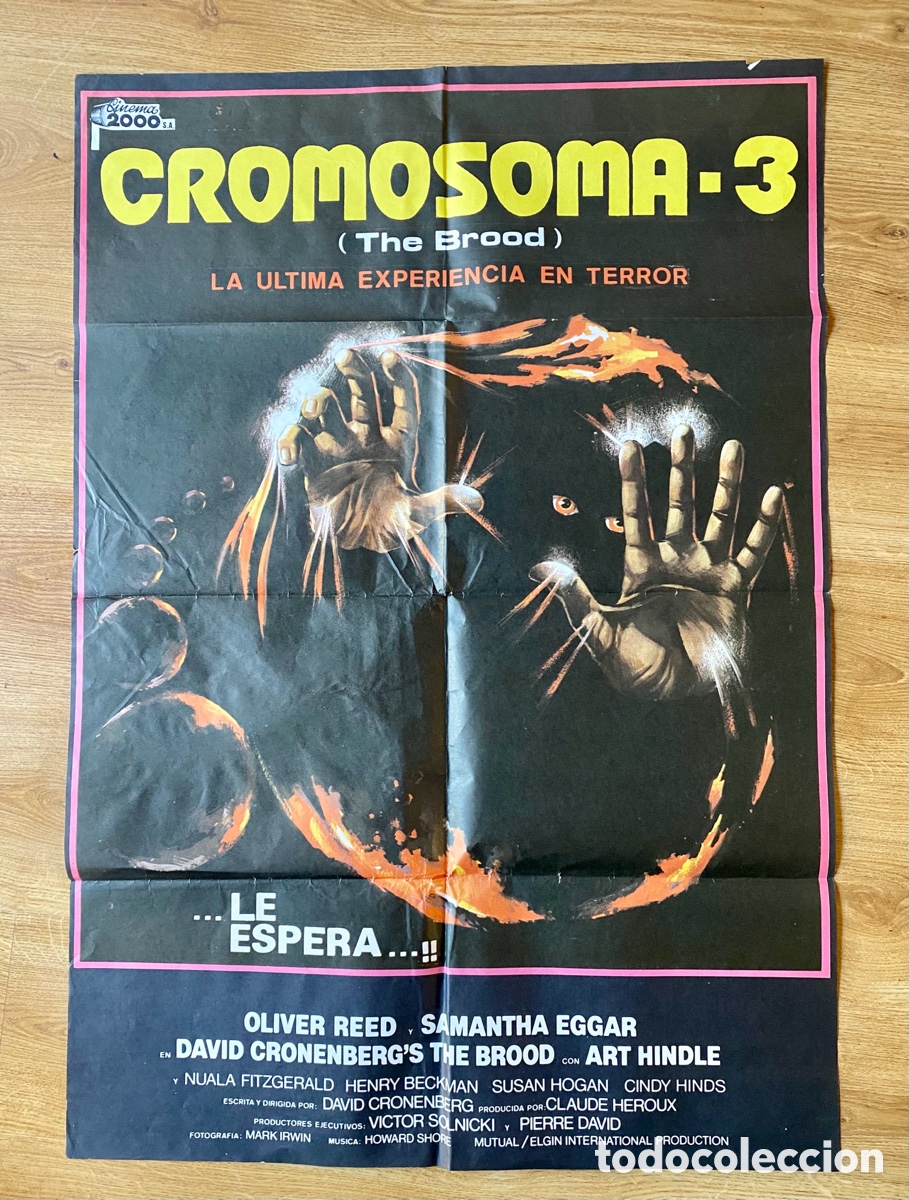 Cinema
2000 S.A.
CROMOSOMA-3
(The Brood)
LA ULTIMA EXPERIENCIA EN TERROR
...LE
ESPERA...!!
OLIVER REED Y SAMANTHA EGGAR
EN DAVID CRONENBERG'S THE BROOD CON ART HINDLE
Y NUALA FITZGERALD HENRY BECKMAN SUSAN HOGAN CINDY HINDS
ESCRITA Y DIRIGIDA POR: DAVID CRONENBERG PRODUCIDA POR: CLAUDE HEROUX
PRODUCTORES EJECUTIVOS: VICTOR SOLNICKI Y PIERRE DAVID
FOTOGRAFIA: MARK IRWIN MUSICA: HOWARD SHORE MUTUAL/ELGIN INTERNATIONAL PRODUCTION
todocoleccion